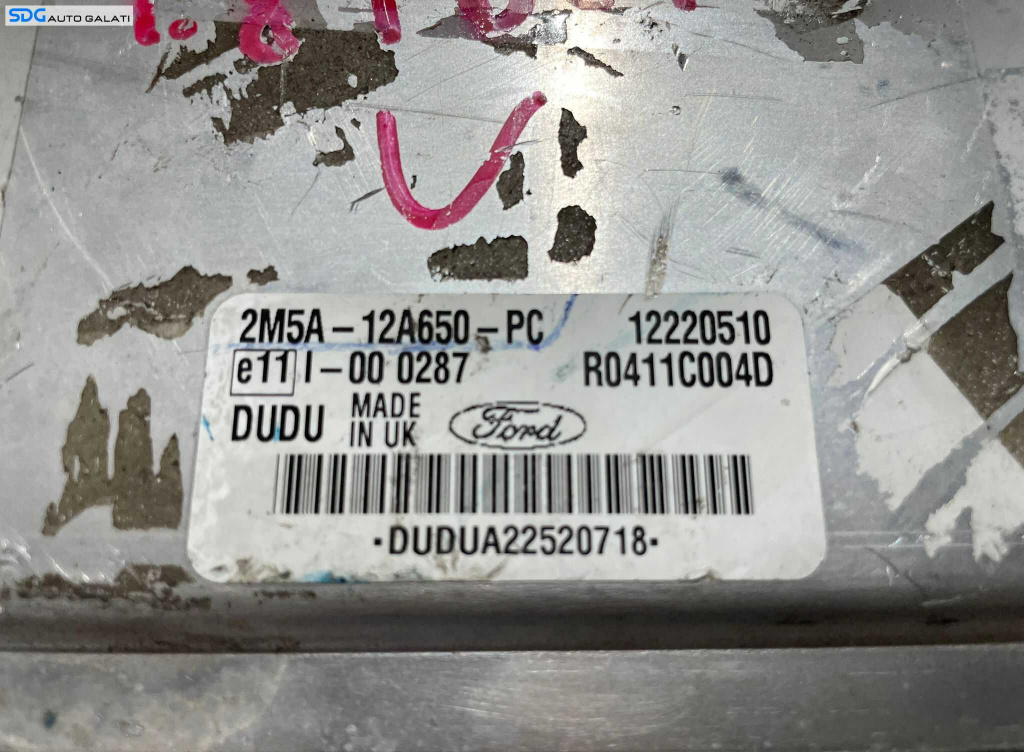 SDG AUTO GALATI
2M5A-12A650-PC 12220510
e11 I-00 0287 R0411C004D
DUDU MADE IN UK Ford
•DUDUA22520718•